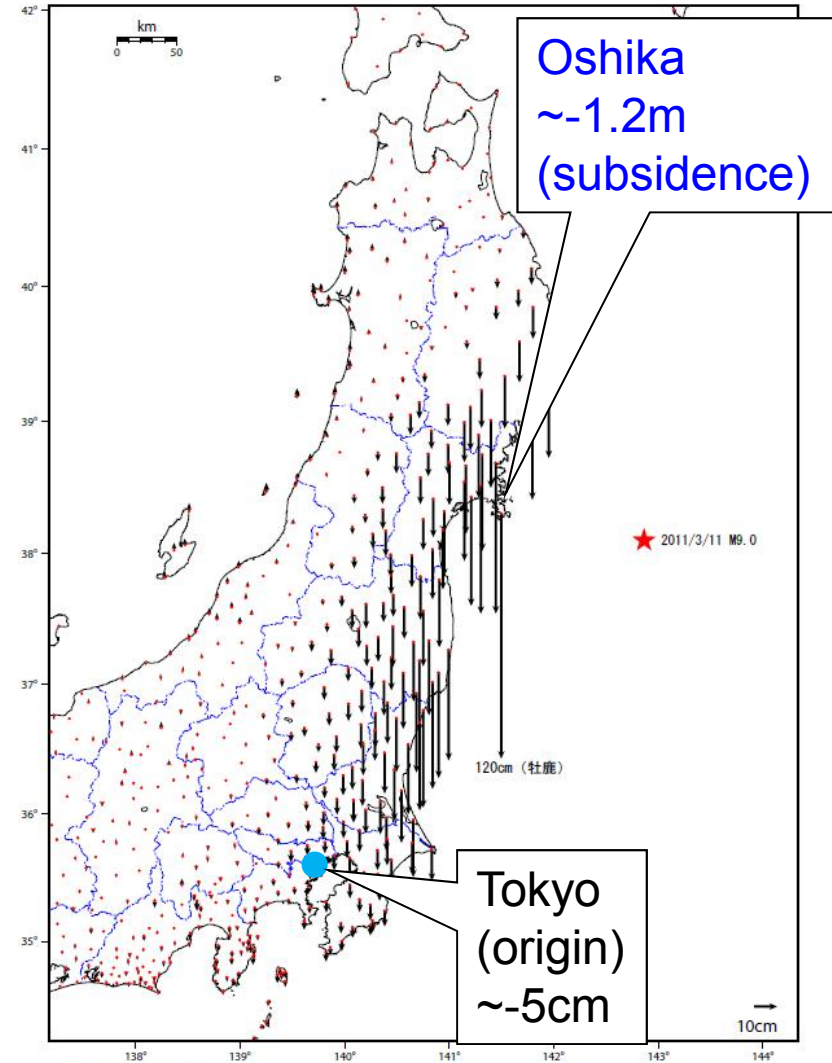 42°
km
0 50
Oshika
~-1.2m
(subsidence)
41°
40°
39°
38°
2011/3/11 M9.0
37°
120cm (牡鹿)
36°
Tokyo
(origin)
~-5cm
35°
10cm
138° 139° 140° 141° 142° 143° 144°